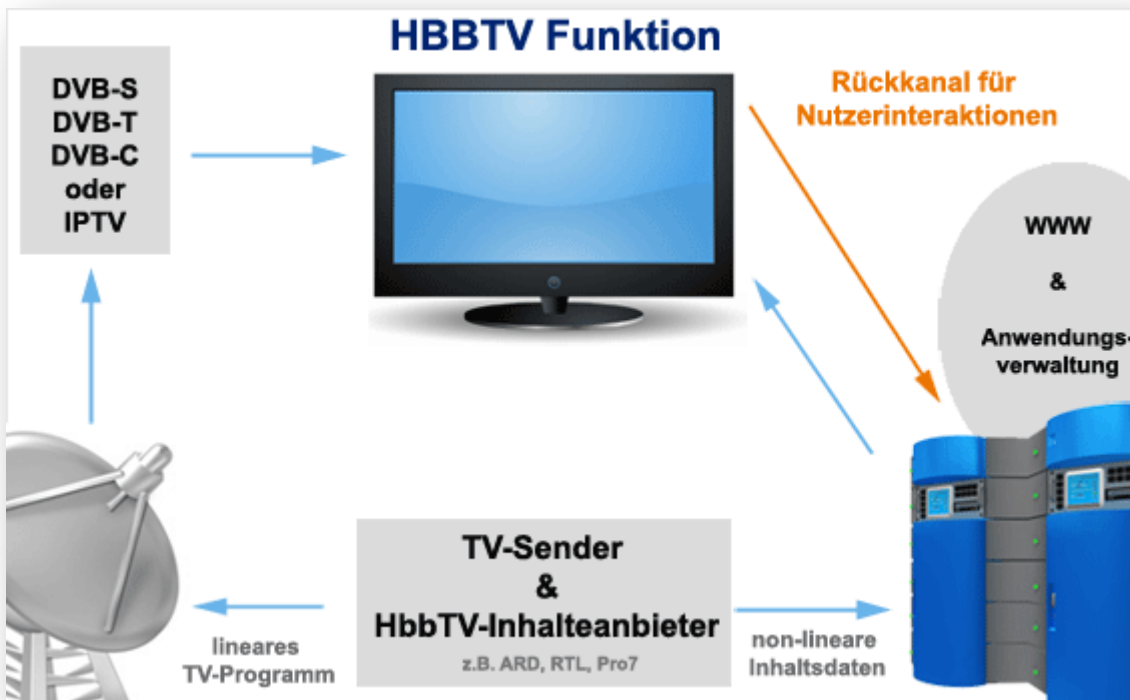 HBBTV Funktion
DVB-S
DVB-T
DVB-C
oder
IPTV
Rückkanal für
Nutzerinteraktionen
WWW
&
Anwendungs-
verwaltung
TV-Sender
&
HbbTV-Inhalteanbieter
z.B. ARD, RTL, Pro7
lineares
TV-Programm
non-lineare
Inhaltsdaten